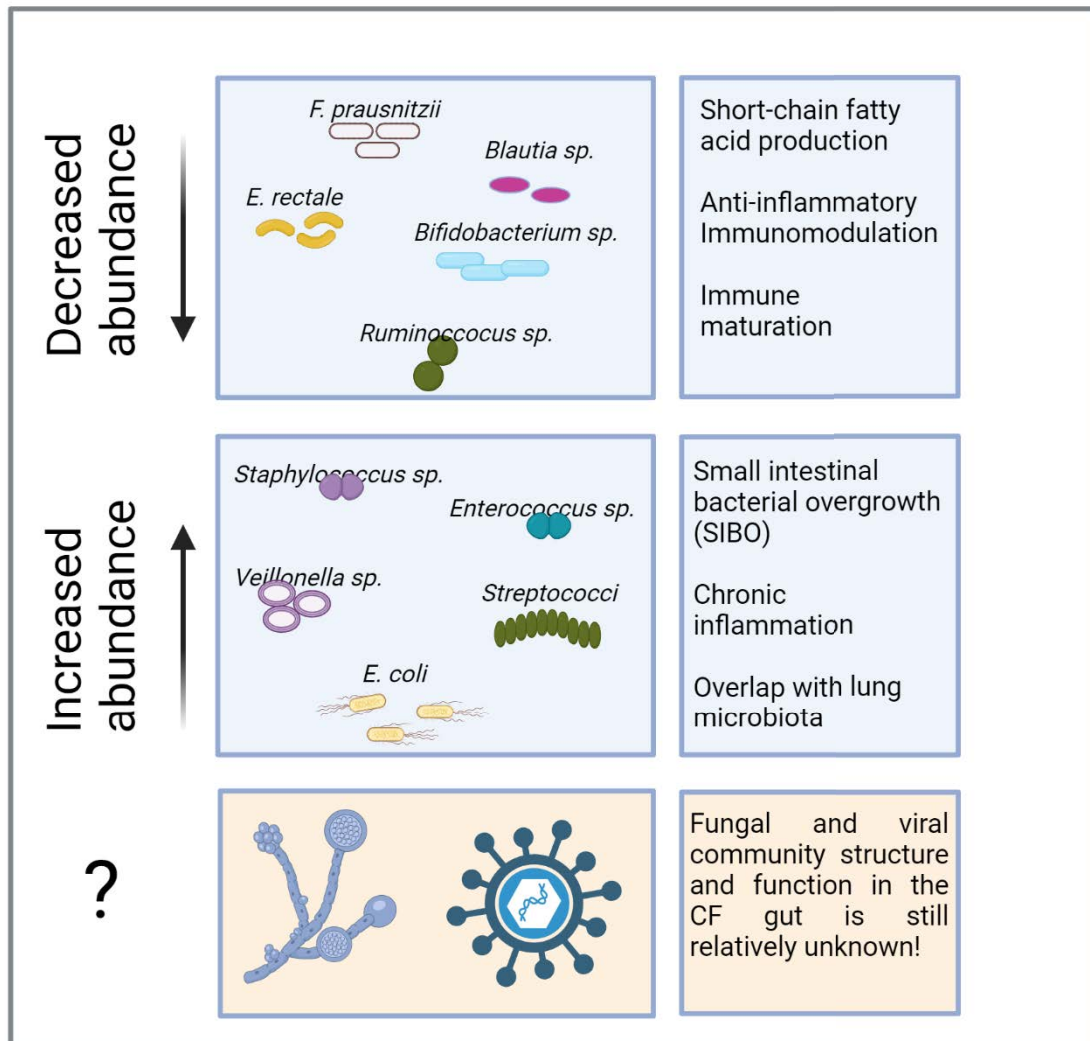 Decreased
abundance
F. prausnitzii
Blautia sp.
E. rectale
Bifidobacterium sp.
Ruminoccocus sp.
Short-chain fatty
acid production
Anti-inflammatory
Immunomodulation
Immune
maturation
Increased
abundance
Staphylococcus sp.
Enterococcus sp.
Veillonella sp.
Streptococci
E. coli
Small intestinal
bacterial overgrowth
(SIBO)
Chronic
inflammation
Overlap with lung
microbiota
?
Fungal and viral
community structure
and function in the
CF gut is still
relatively unknown!